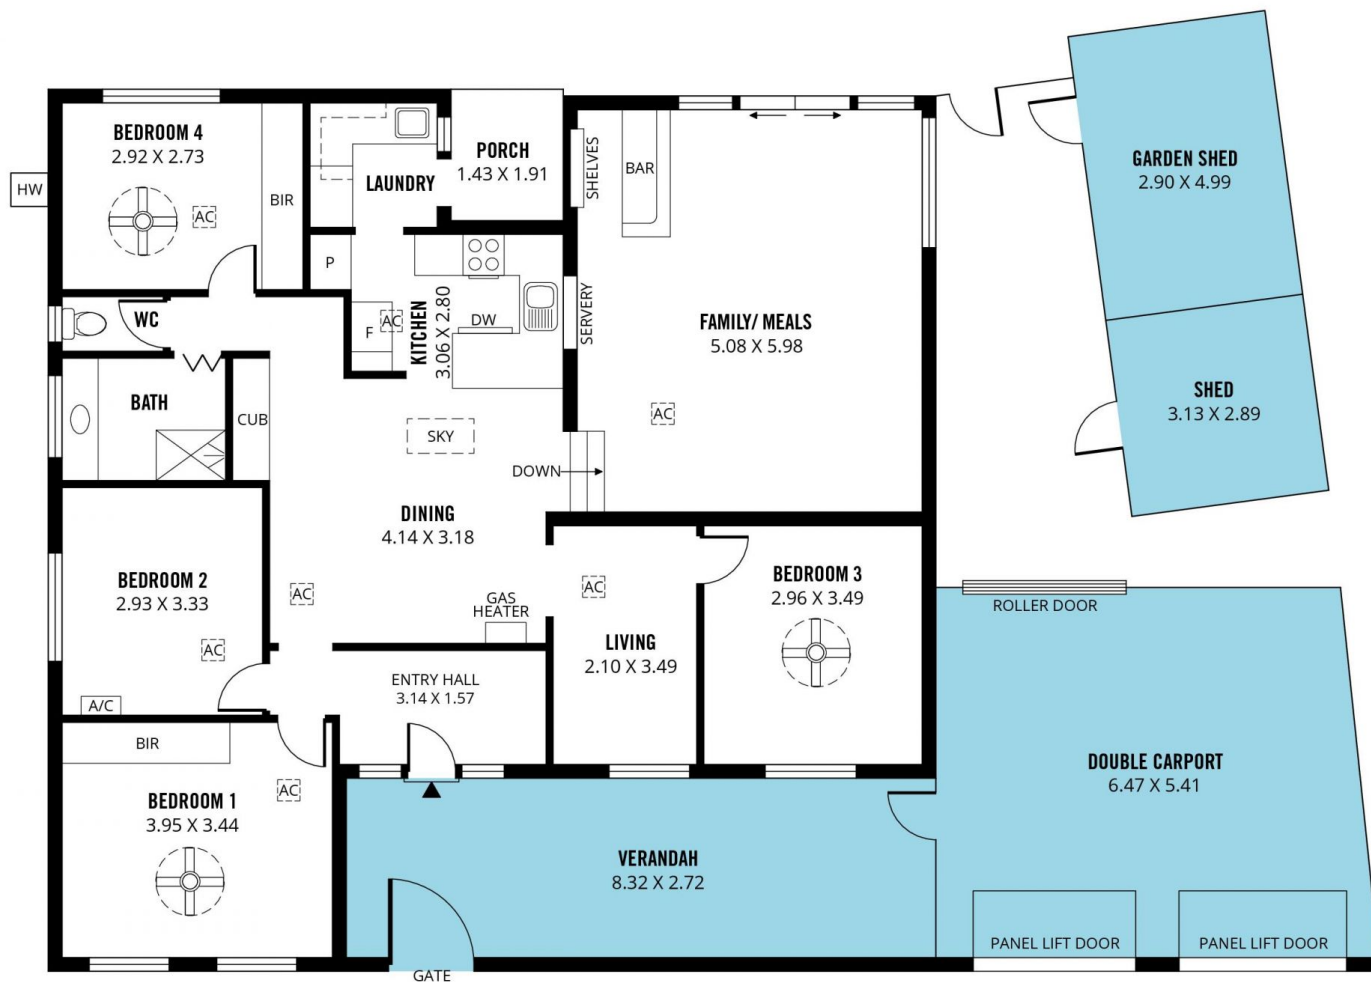 BEDROOM 4
2.92 X 2.73
BIR
AC
HW
LAUNDRY
PORCH
1.43 X 1.91
SHELVES
BAR
GARDEN SHED
2.90 X 4.99
P
F
AC
KITCHEN
3.06 X 2.80
DW
SERVERY
WC
FAMILY/ MEALS
5.08 X 5.98
AC
SHED
3.13 X 2.89
BATH
CUB
SKY
DOWN
DINING
4.14 X 3.18
AC
GAS
HEATER
BEDROOM 2
2.93 X 3.33
AC
A/C
AC
LIVING
2.10 X 3.49
BEDROOM 3
2.96 X 3.49
ROLLER DOOR
ENTRY HALL
3.14 X 1.57
BIR
AC
BEDROOM 1
3.95 X 3.44
DOUBLE CARPORT
6.47 X 5.41
VERANDAH
8.32 X 2.72
GATE
PANEL LIFT DOOR
PANEL LIFT DOOR